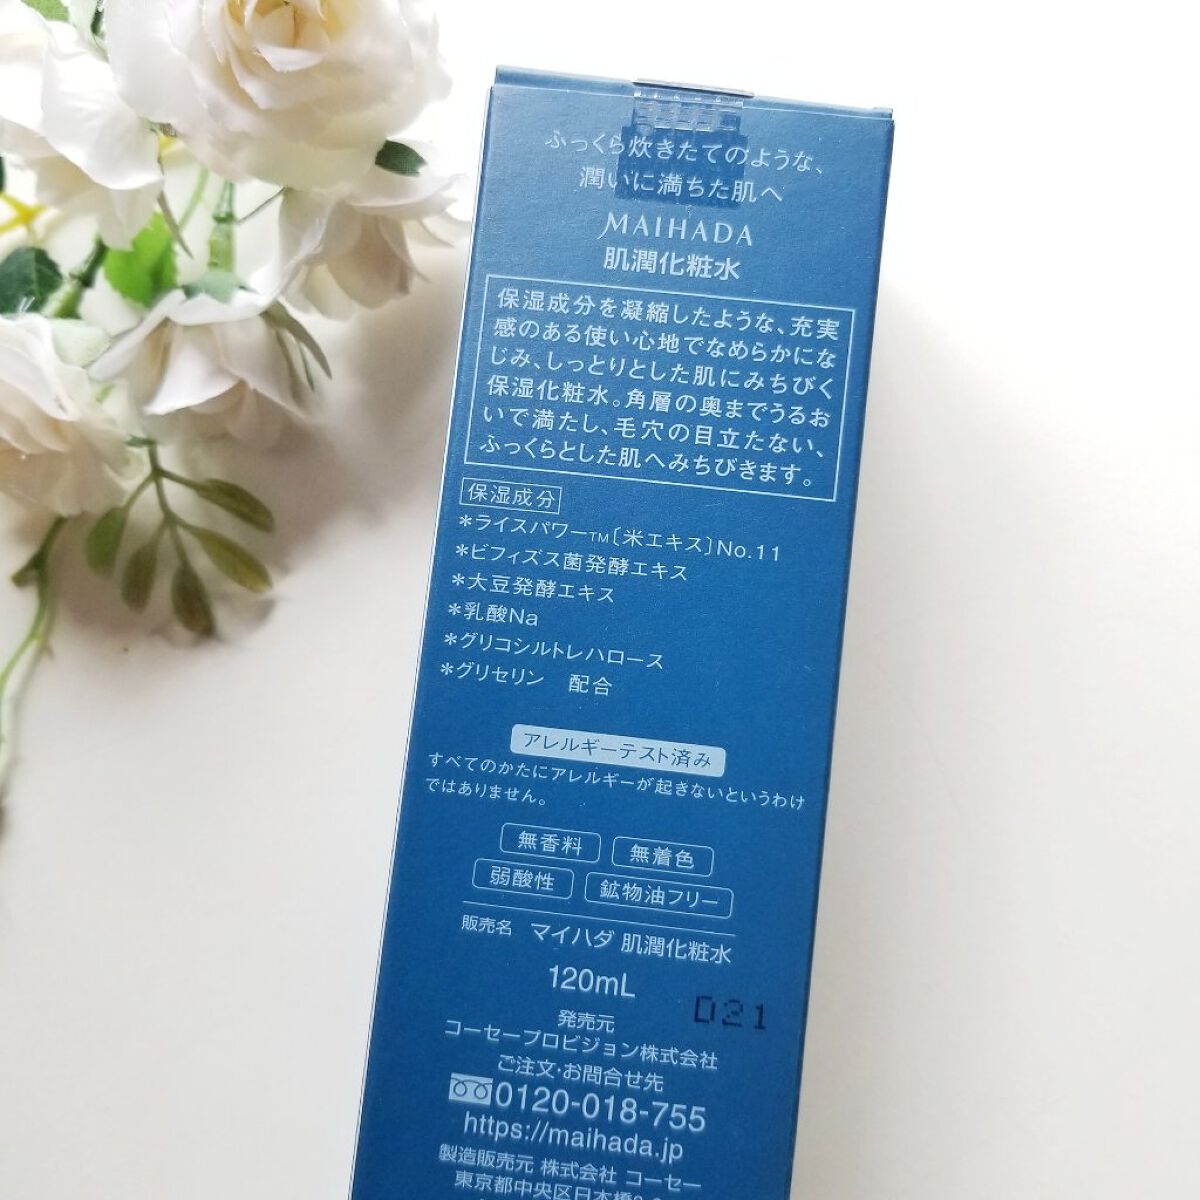 ふっくら炊きたてのような、
潤いに満ちた肌へ
MAIHADA
肌潤化粧水
保湿成分を凝縮したような、充実
感のある使い心地でなめらかにな
じみ、しっとりとした肌にみちびく
保湿化粧水。角層の奥までうるお
いで満たし、毛穴の目立たない、
ふっくらとした肌へみちびきます。
保湿成分
*ライスパワー™〔米エキス〕No.11
*ビフィズス菌発酵エキス
*大豆発酵エキス
*乳酸Na
*グリコシルトレハロース
*グリセリン 配合
アレルギーテスト済み
すべてのかたにアレルギーが起きないというわけ
ではありません。
無香料 無着色
弱酸性 鉱物油フリー
販売名 マイハダ 肌潤化粧水
120mL
D21
発売元
コーセープロビジョン株式会社
ご注文・お問合せ先
0120-018-755
https://maihada.jp
製造販売元 株式会社 コーセー
東京都中央区日本橋